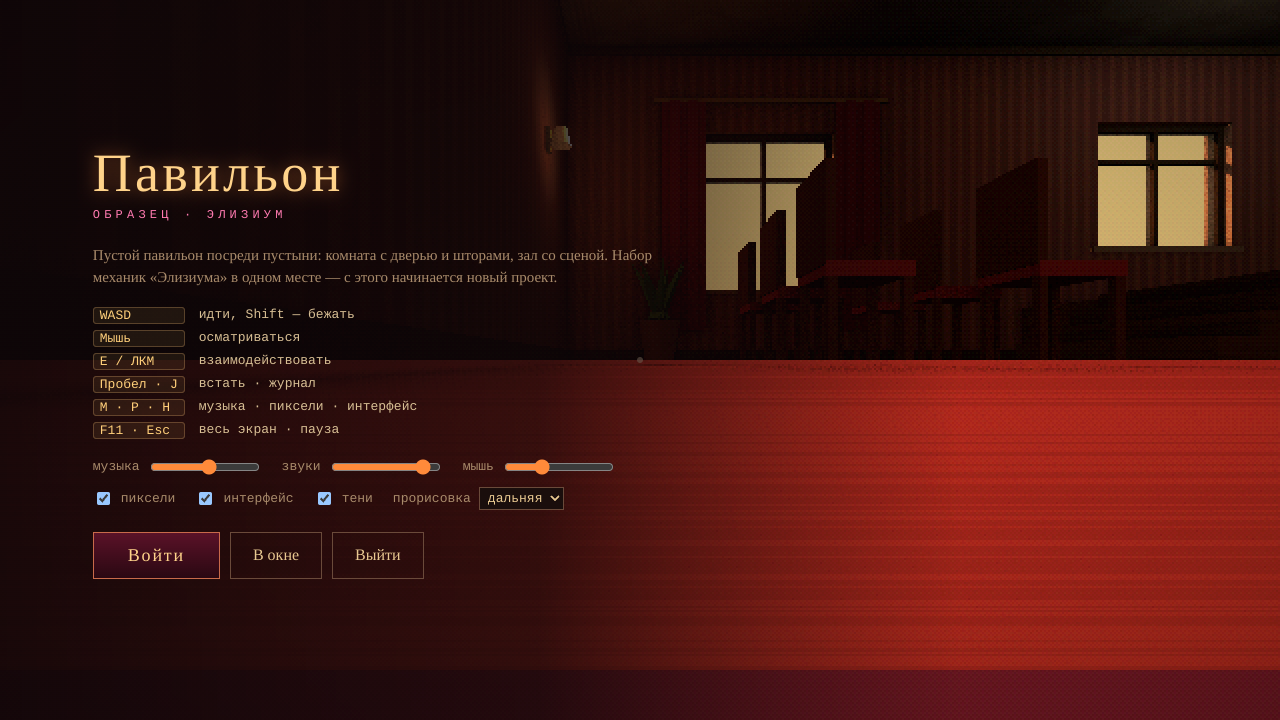 Павильон
ОБРАЗЕЦ · ЭЛИЗИУМ
Пустой павильон посреди пустыни: комната с дверью и шторами, зал со сценой. Набор
механик «Элизиума» в одном месте — с этого начинается новый проект.
WASD идти, Shift — бежать
Мышь осматриваться
E / ЛКМ взаимодействовать
Пробел · J встать · журнал
M · P · H музыка · пиксели · интерфейс
F11 · Esc весь экран · пауза
музыка звуки мышь
пиксели интерфейс тени прорисовка дальняя
Войти В окне Выйти